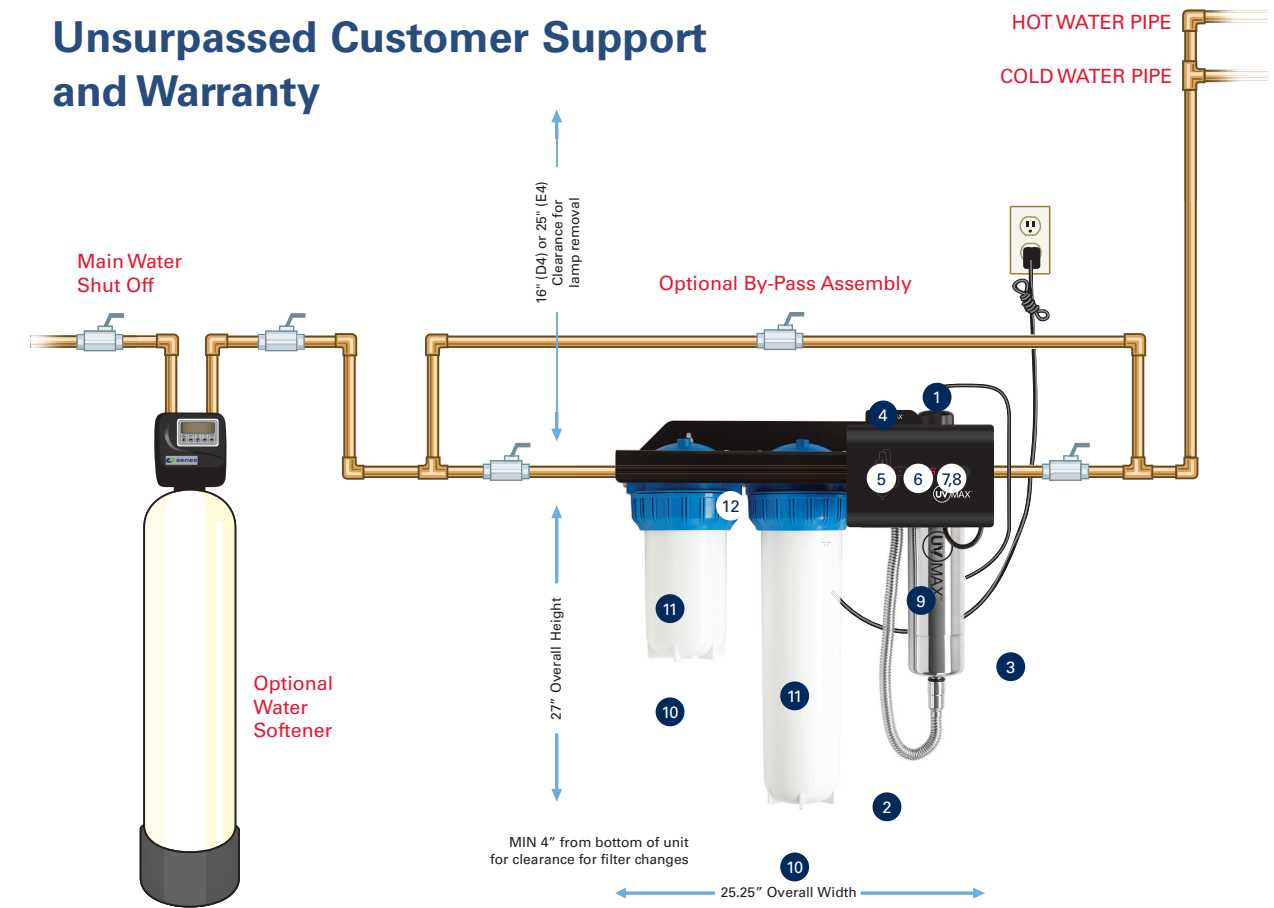 Unsurpassed Customer Support
and Warranty
HOT WATER PIPE
COLD WATER PIPE
16" (D4) or 25" (E4)
Clearance for
lamp removal
Main Water
Shut Off
Optional By-Pass Assembly
1
4
5
6
7,8
UV MAX
12
UV MAX
9
11
27” Overall Height
3
Optional
Water
Softener
10
11
2
MIN 4” from bottom of unit
for clearance for filter changes
10
25.25” Overall Width